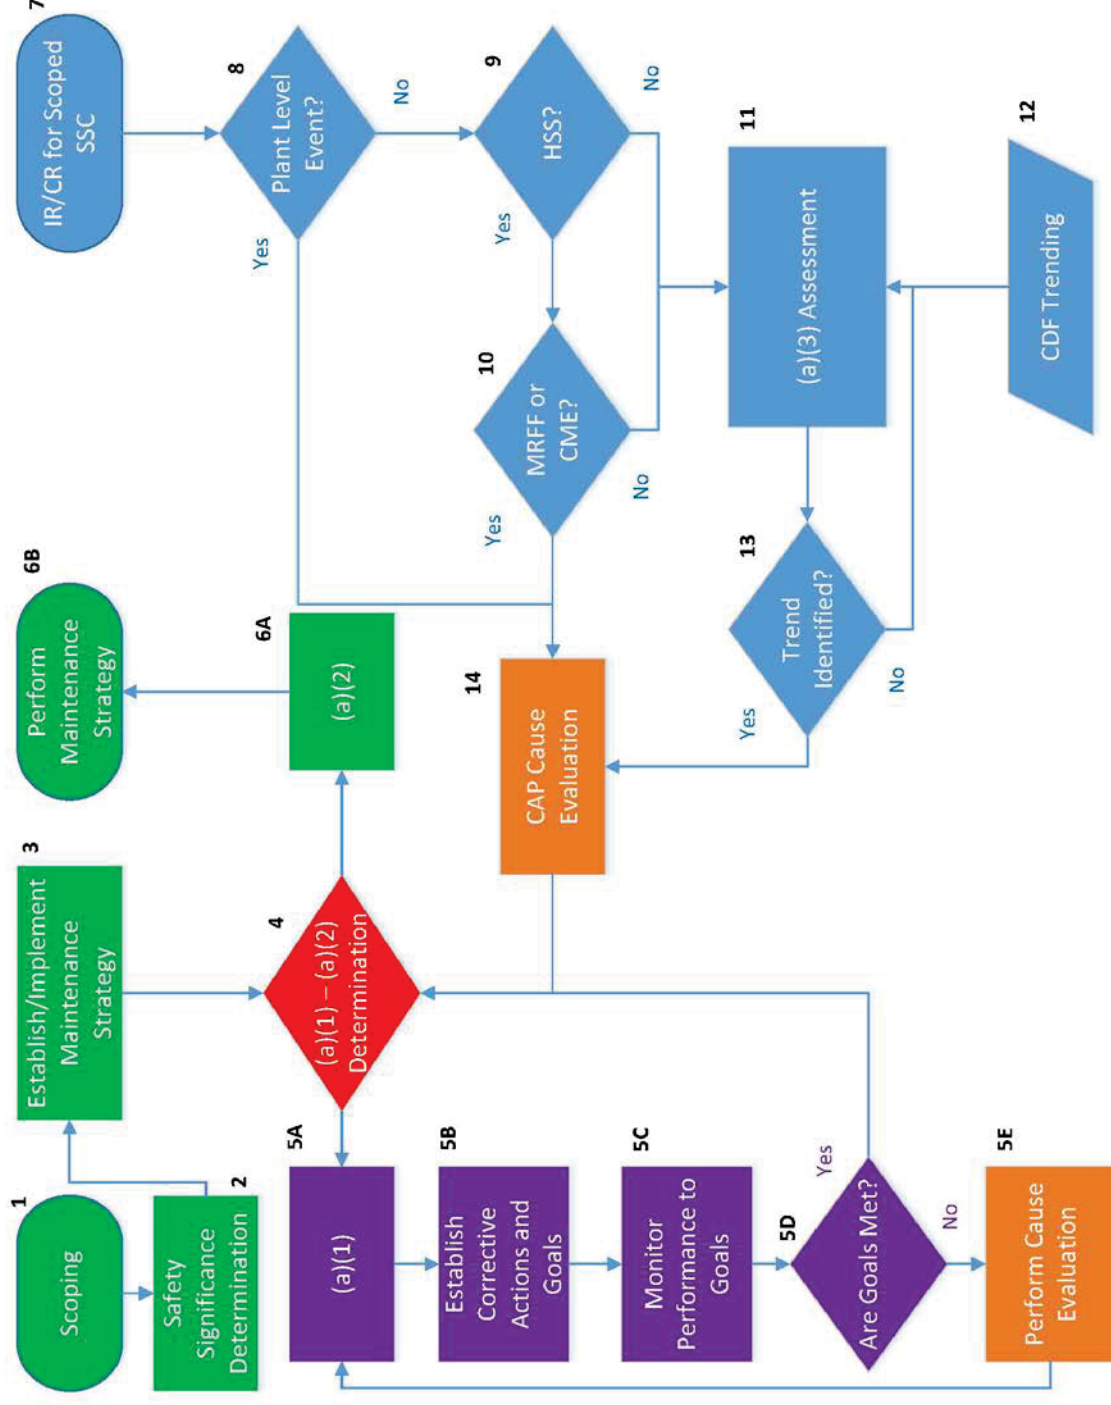 1
Scoping
2
Safety
Significance
Determination
3
Establish/Implement
Maintenance
Strategy
4
(a)(1) – (a)(2)
Determination
5A
(a)(1)
5B
Establish
Corrective
Actions and
Goals
5C
Monitor
Performance to
Goals
5D
Are Goals Met?
Yes
No
5E
Perform Cause
Evaluation
6A
(a)(2)
6B
Perform
Maintenance
Strategy
7
IR/CR for Scoped
SSC
8
Plant Level
Event?
Yes
No
9
HSS?
Yes
No
10
MRFF or
CME?
Yes
No
11
(a)(3) Assessment
12
CDF Trending
13
Trend
Identified?
Yes
No
14
CAP Cause
Evaluation